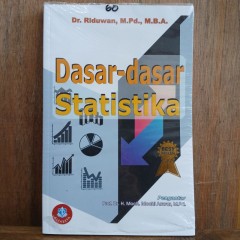 60
Dr. Riduwan, M.Pd., M.B.A.
Dasar-dasar
Statistika
Pengantar